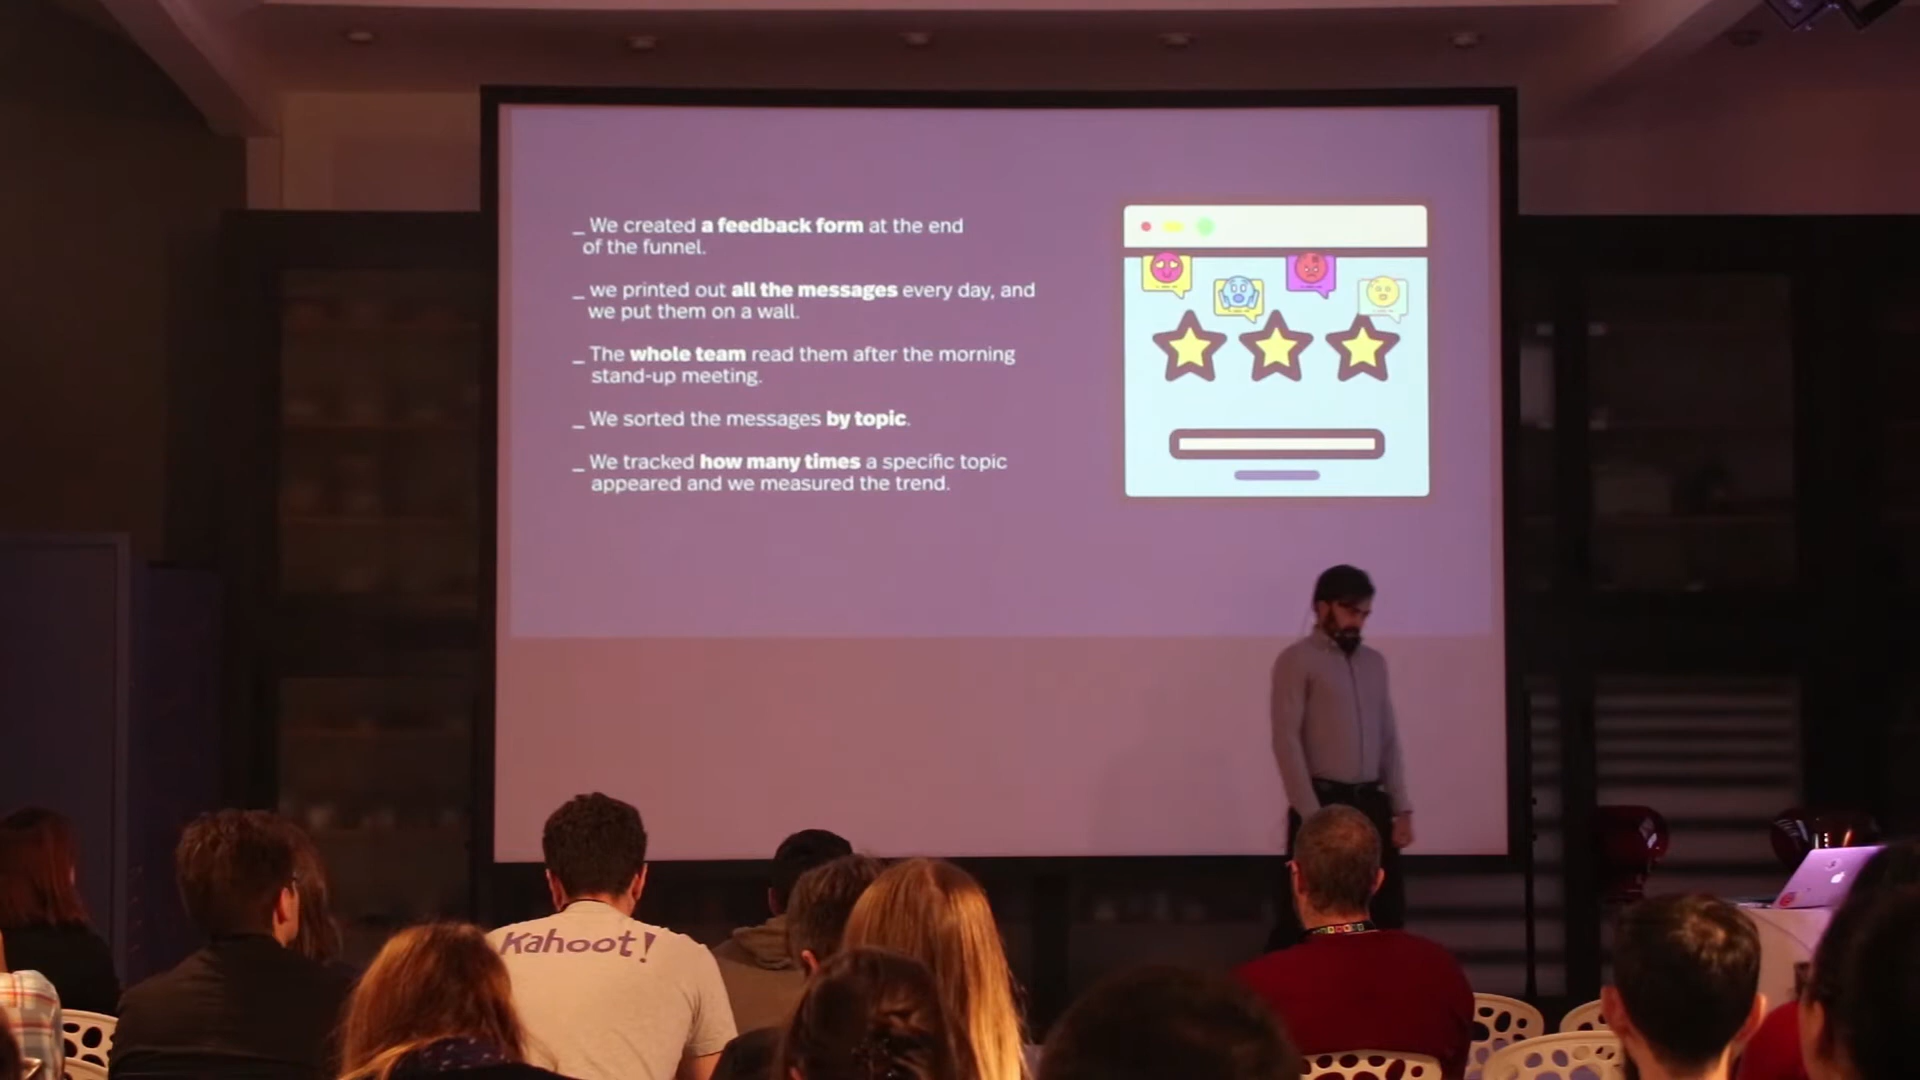 _ We created a feedback form at the end
of the funnel.
_ we printed out all the messages every day, and
we put them on a wall.
_ The whole team read them after the morning
stand-up meeting.
_ We sorted the messages by topic.
_ We tracked how many times a specific topic
appeared and we measured the trend.
Kahoot!